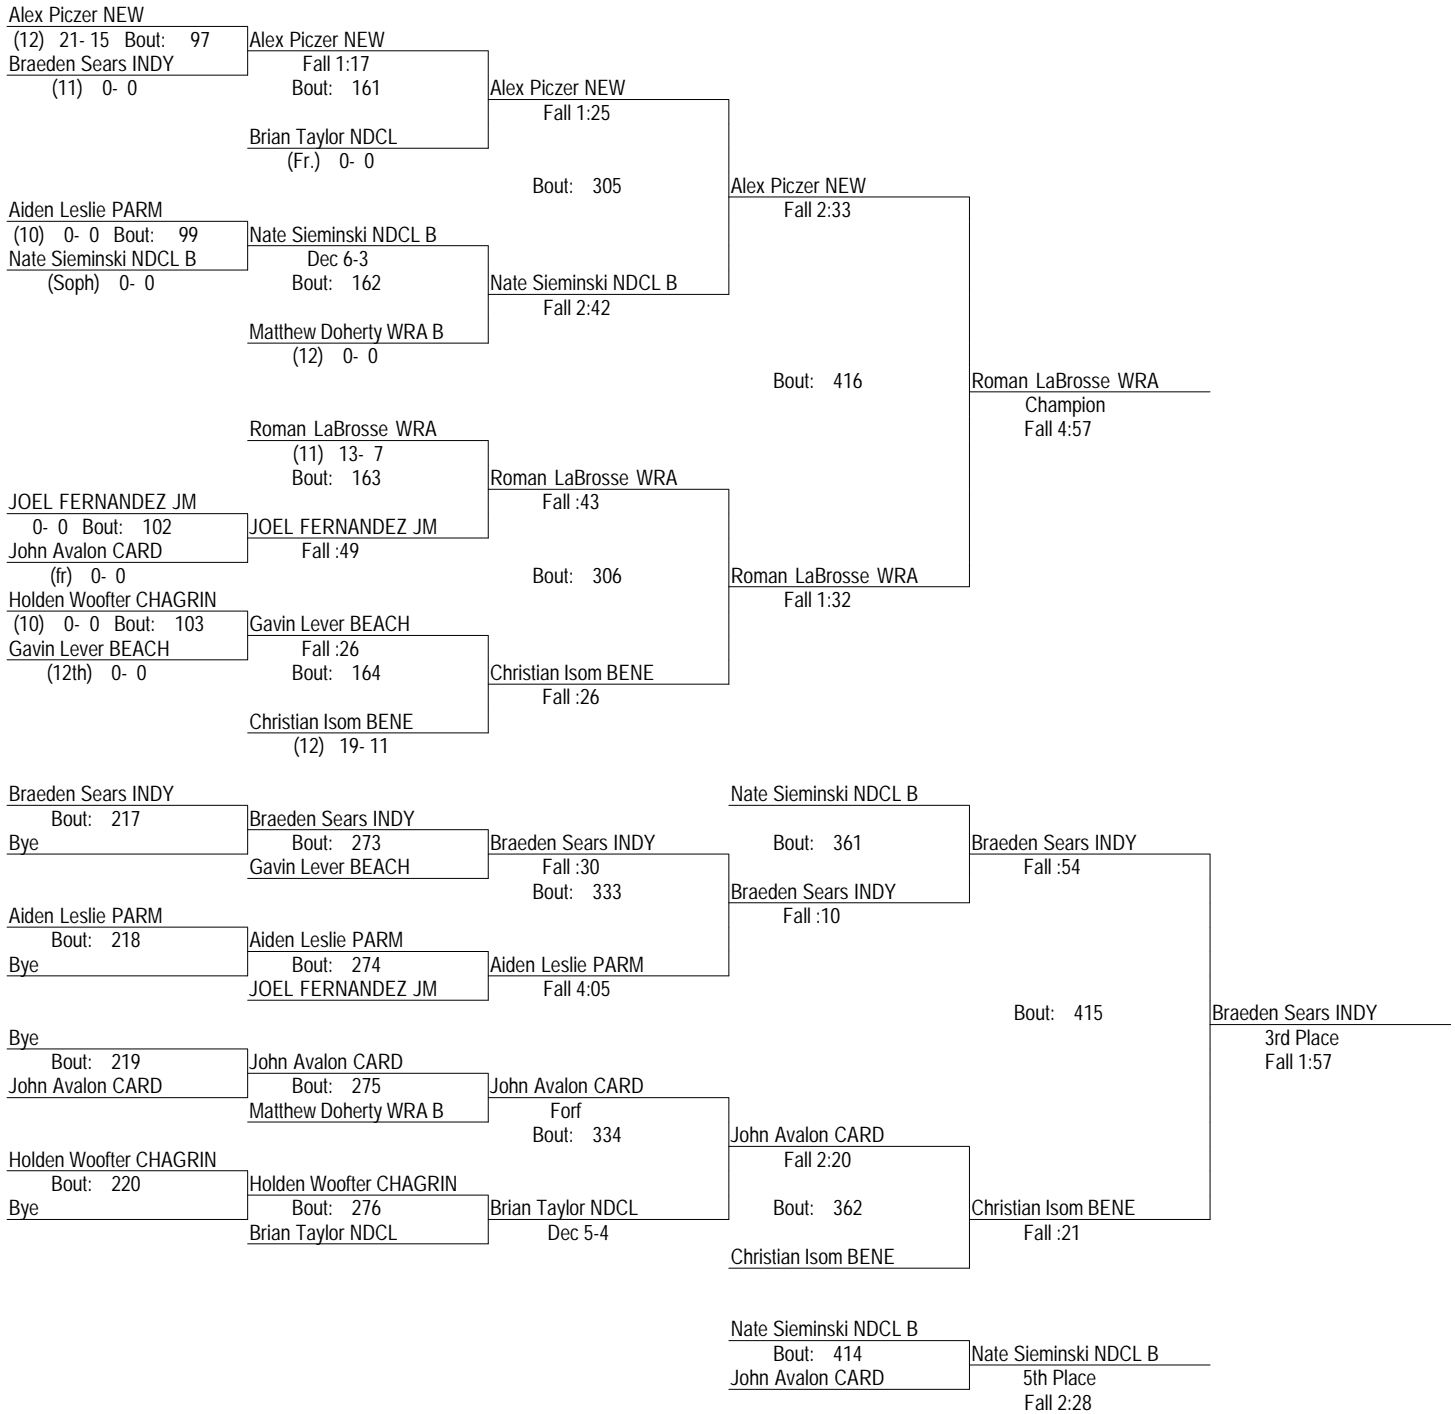 Alex Piczer NEW
(12) 21- 15 Bout: 97
Alex Piczer NEW
Braeden Sears INDY
Fall 1:17
(11) 0- 0
Bout: 161
Alex Piczer NEW
Fall 1:25
Brian Taylor NDCL
(Fr.) 0- 0
Bout: 305
Alex Piczer NEW
Aiden Leslie PARM
Fall 2:33
(10) 0- 0 Bout: 99
Nate Sieminski NDCL B
Nate Sieminski NDCL B
Dec 6-3
(Soph) 0- 0
Bout: 162
Nate Sieminski NDCL B
Fall 2:42
Matthew Doherty WRA B
(12) 0- 0
Bout: 416
Roman LaBrosse WRA
Champion
Roman LaBrosse WRA
Fall 4:57
(11) 13- 7
Bout: 163
Roman LaBrosse WRA
JOEL FERNANDEZ JM
Fall :43
0- 0 Bout: 102
JOEL FERNANDEZ JM
John Avalon CARD
Fall :49
(fr) 0- 0
Bout: 306
Roman LaBrosse WRA
Holden Woofter CHAGRIN
Fall 1:32
(10) 0- 0 Bout: 103
Gavin Lever BEACH
Gavin Lever BEACH
Fall :26
(12th) 0- 0
Bout: 164
Christian Isom BENE
Fall :26
Christian Isom BENE
(12) 19- 11
Braeden Sears INDY
Nate Sieminski NDCL B
Bout: 217
Braeden Sears INDY
Bye
Bout: 273
Braeden Sears INDY
Bout: 361
Braeden Sears INDY
Gavin Lever BEACH
Fall :30
Fall :54
Bout: 333
Braeden Sears INDY
Aiden Leslie PARM
Fall :10
Bout: 218
Aiden Leslie PARM
Bye
Bout: 274
Aiden Leslie PARM
JOEL FERNANDEZ JM
Fall 4:05
Bout: 415
Braeden Sears INDY
Bye
3rd Place
Bout: 219
John Avalon CARD
Fall 1:57
John Avalon CARD
Bout: 275
John Avalon CARD
Matthew Doherty WRA B
Forf
Bout: 334
John Avalon CARD
Holden Woofter CHAGRIN
Fall 2:20
Bout: 220
Holden Woofter CHAGRIN
Bye
Bout: 276
Brian Taylor NDCL
Bout: 362
Christian Isom BENE
Brian Taylor NDCL
Dec 5-4
Fall :21
Christian Isom BENE
Nate Sieminski NDCL B
Bout: 414
Nate Sieminski NDCL B
John Avalon CARD
5th Place
Fall 2:28